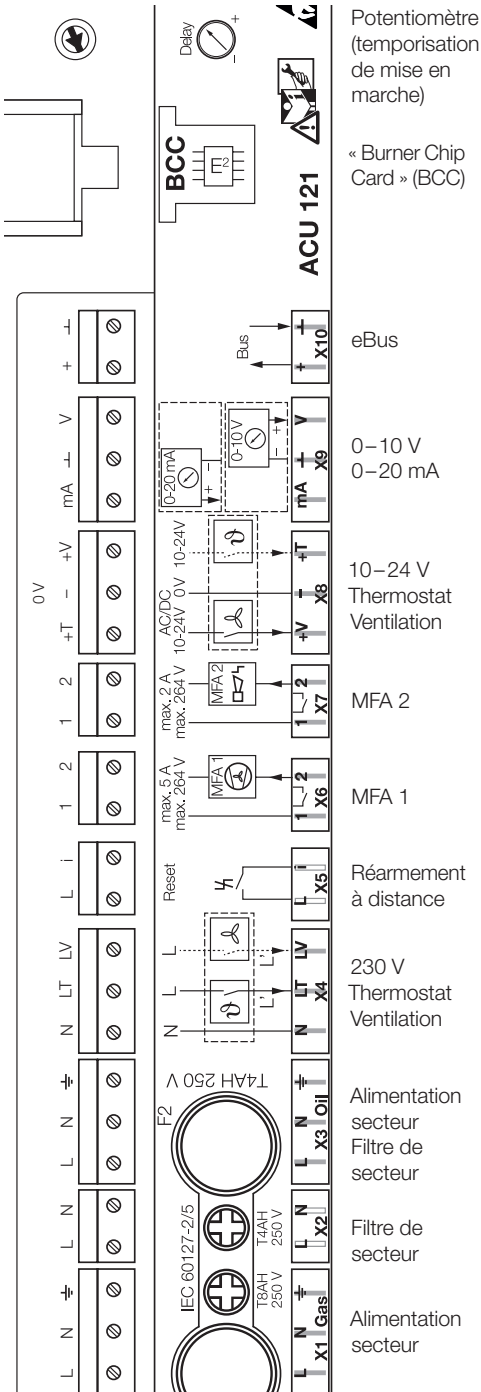 Delay
+
–
Potentiomètre
(temporisation
de mise en
marche)
BCC
E²
« Burner Chip
Card » (BCC)
ACU 121
⊥
+
Bus
⊥
+
X10
eBus
V
⊥
mA
0-20 mA
+
–
0-10 V
–
+
V
⊥
mA
X9
0–10 V
0–20 mA
+V
–
+T
0 V
10-24V
0V
AC/DC
10-24V
ϑ
+T
–
+V
X8
10–24 V
Thermostat
Ventilation
2
1
max. 2 A
max. 264 V
MFA 2
2
1
X7
MFA 2
2
1
max. 5 A
max. 264 V
MFA 1
2
1
X6
MFA 1
i
L
Reset
i
L
X5
Réarmement
à distance
LV
LT
N
L
L
N
L'
L'
ϑ
LV
LT
N
X4
230 V
Thermostat
Ventilation
N
L
T4AH 250 V
F2
N
L
X3 Oil
Alimentation
secteur
Filtre de
secteur
N
L
IEC 60127-2/5
T4AH
250 V
N
L
X2
Filtre de
secteur
N
L
T8AH
250 V
N
L
X1 Gas
Alimentation
secteur